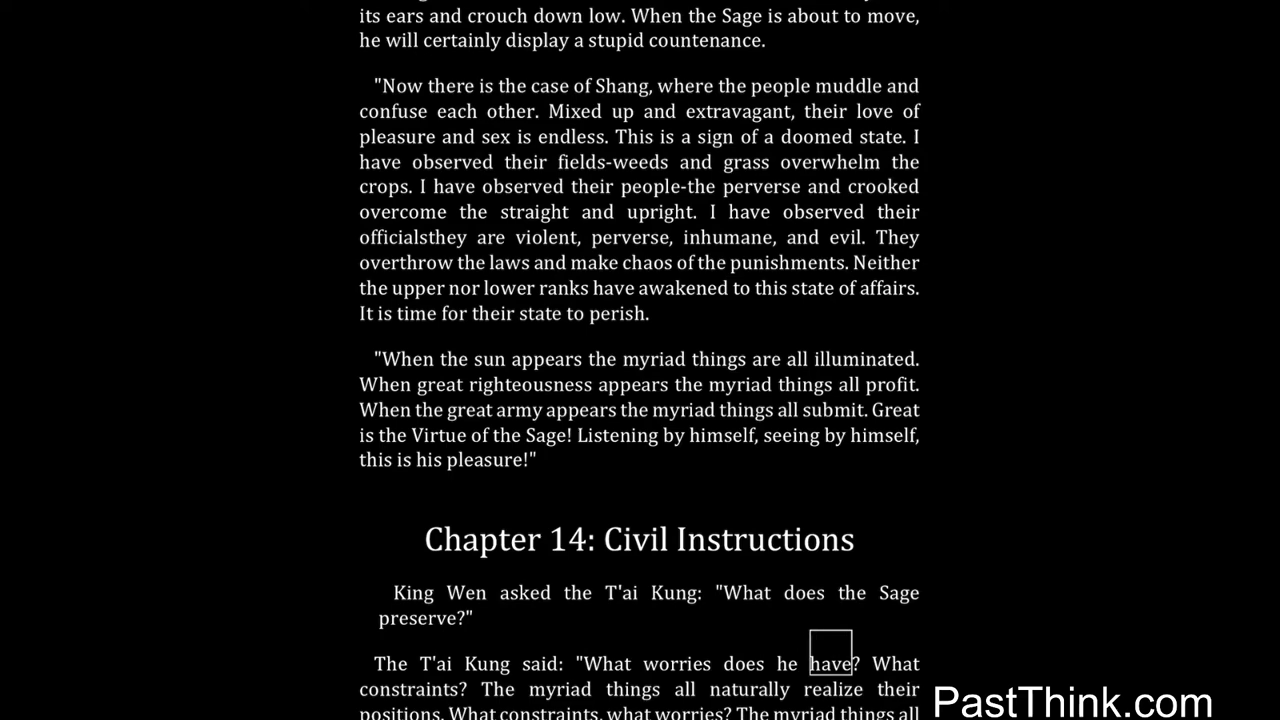 its ears and crouch down low. When the Sage is about to move,
he will certainly display a stupid countenance.
"Now there is the case of Shang, where the people muddle and
confuse each other. Mixed up and extravagant, their love of
pleasure and sex is endless. This is a sign of a doomed state. I
have observed their fields-weeds and grass overwhelm the
crops. I have observed their people-the perverse and crooked
overcome the straight and upright. I have observed their
officialsthey are violent, perverse, inhumane, and evil. They
overthrow the laws and make chaos of the punishments. Neither
the upper nor lower ranks have awakened to this state of affairs.
It is time for their state to perish.
"When the sun appears the myriad things are all illuminated.
When great righteousness appears the myriad things all profit.
When the great army appears the myriad things all submit. Great
is the Virtue of the Sage! Listening by himself, seeing by himself,
this is his pleasure!"
Chapter 14: Civil Instructions
King Wen asked the T'ai Kung: "What does the Sage
preserve?"
The T'ai Kung said: "What worries does he have? What
constraints? The myriad things all naturally realize their
positions. What constraints, what worries? The myriad things all
PastThink.com